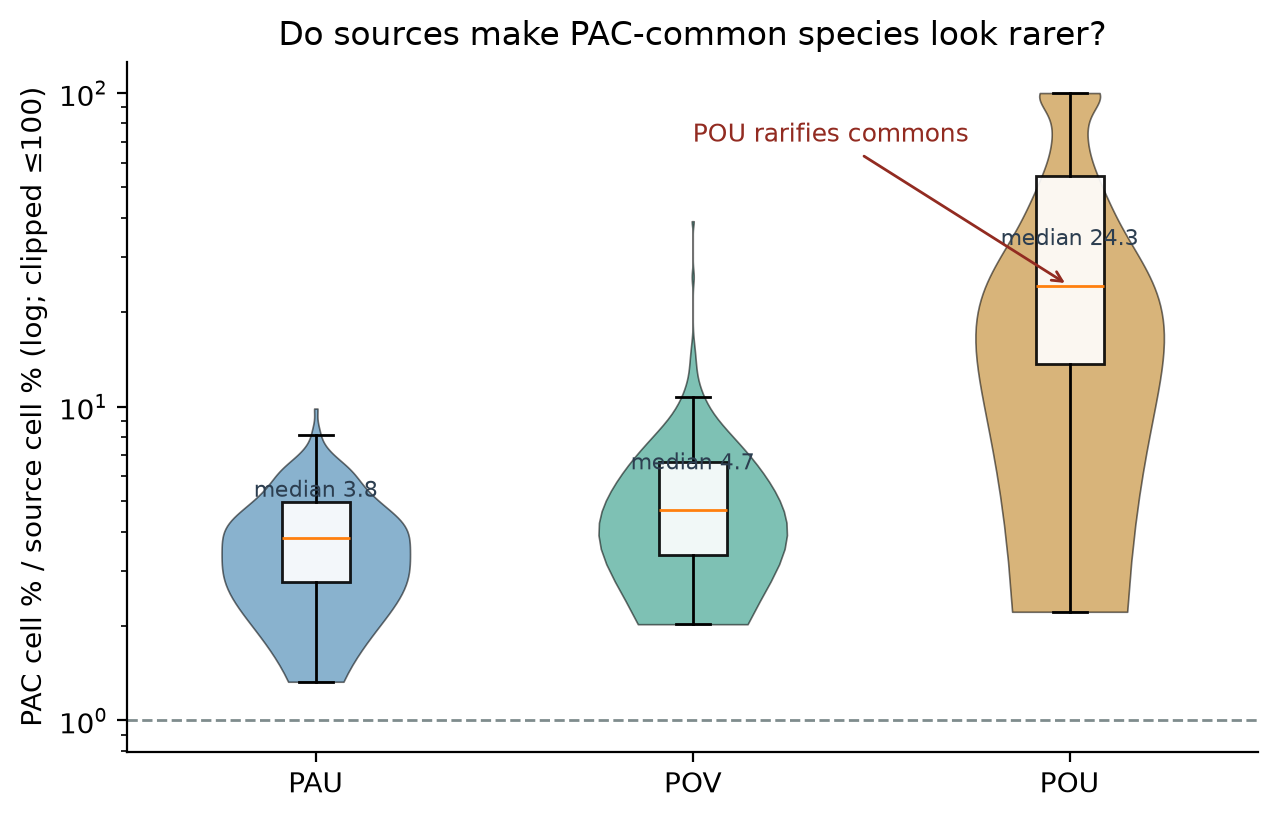 Do sources make PAC-common species look rarer?
PAC cell % / source cell % (log; clipped ≤100)
10²
10¹
10⁰
POU rarifies commons
median 3.8
median 4.7
median 24.3
PAU
POV
POU